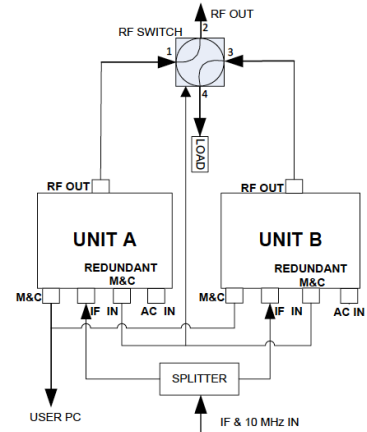 RF OUT
2
RF SWITCH
1
3
4
LOAD
RF OUT
RF OUT
UNIT A
UNIT B
REDUNDANT
M&C
REDUNDANT
M&C
M&C
IF IN
AC IN
M&C
IF IN
AC IN
SPLITTER
USER PC
IF & 10 MHz IN